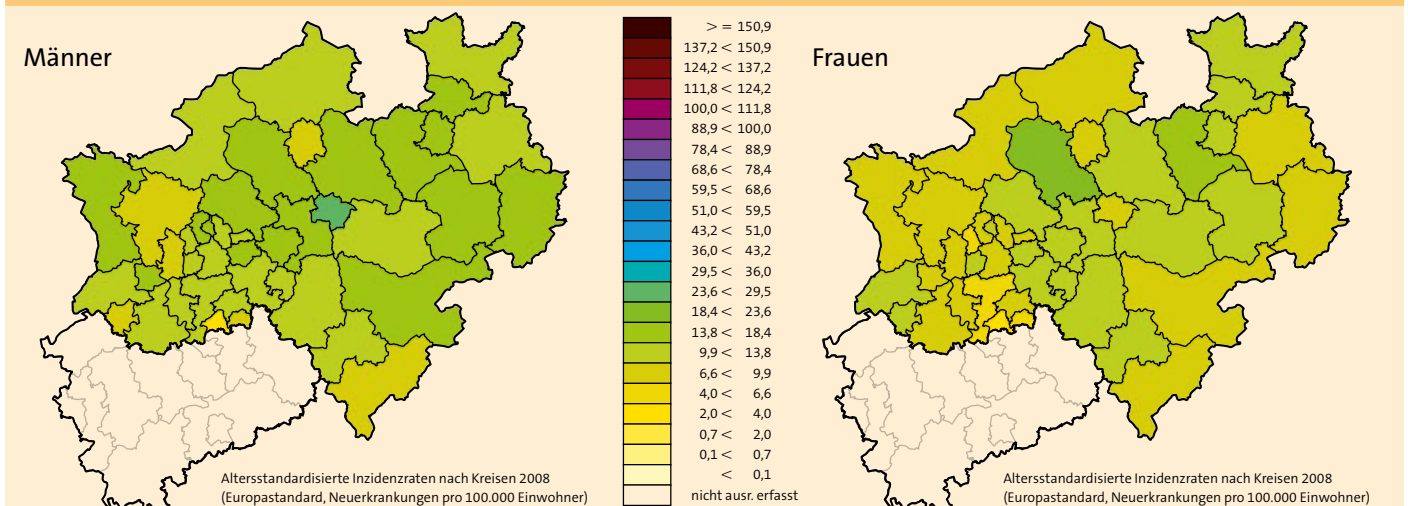 Männer
> = 150,9
137,2 < 150,9
124,2 < 137,2
111,8 < 124,2
100,0 < 111,8
88,9 < 100,0
78,4 < 88,9
68,6 < 78,4
59,5 < 68,6
51,0 < 59,5
43,2 < 51,0
36,0 < 43,2
29,5 < 36,0
23,6 < 29,5
18,4 < 23,6
13,8 < 18,4
9,9 < 13,8
6,6 < 9,9
4,0 < 6,6
2,0 < 4,0
0,7 < 2,0
0,1 < 0,7
< 0,1
nicht ausr. erfasst
Frauen
Altersstandardisierte Inzidenzraten nach Kreisen 2008
(Europastandard, Neuerkrankungen pro 100.000 Einwohner)
Altersstandardisierte Inzidenzraten nach Kreisen 2008
(Europastandard, Neuerkrankungen pro 100.000 Einwohner)